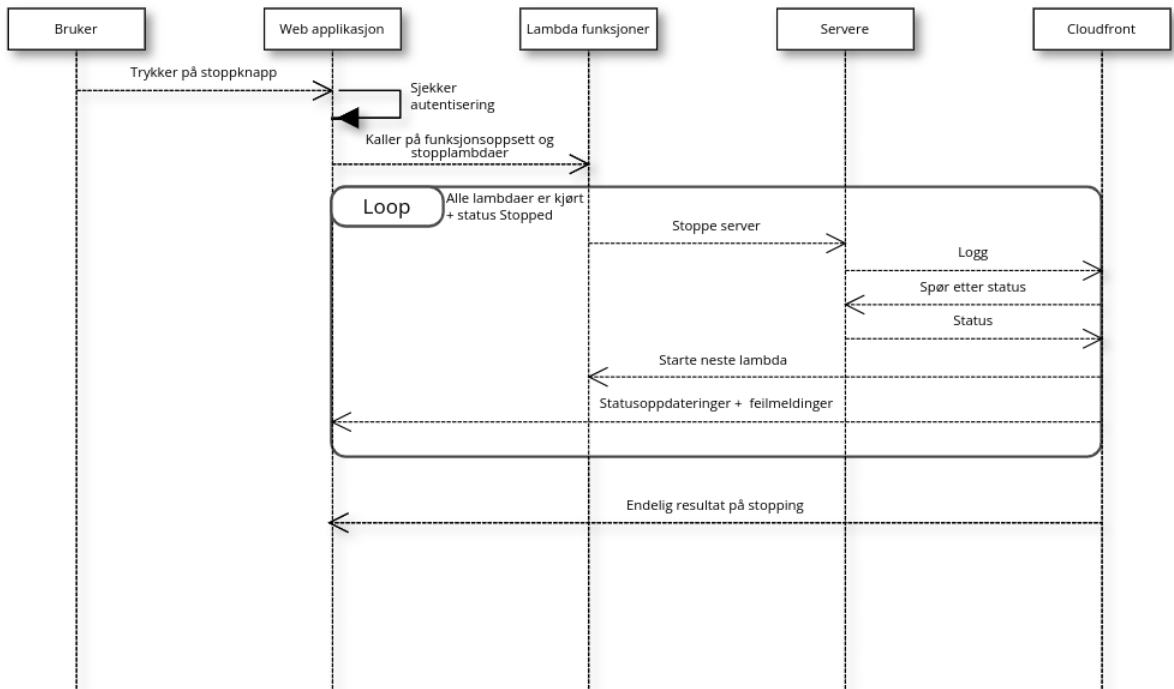 Bruker
Web applikasjon
Lambda funksjoner
Servere
Cloudfront
Trykker på stoppknapp
Sjekker
autentisering
Kaller på funksjonsoppsett og
stopplambdaer
Loop
Alle lambdaer er kjørt
+ status Stopped
Stoppe server
Logg
Spør etter status
Status
Starte neste lambda
Statusoppdateringer + feilmeldinger
Endelig resultat på stopping